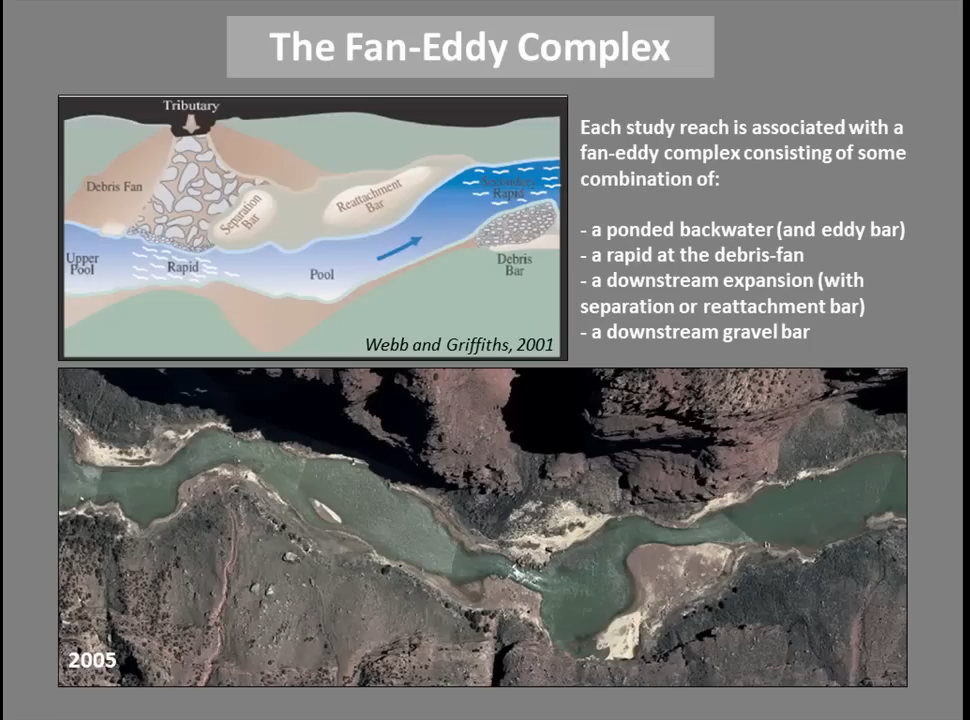 The Fan-Eddy Complex
Tributary
Debris Fan
Separation
Bar
Reattachment
Bar
Secondary
Rapid
Upper
Pool
Rapid
Pool
Debris
Bar
Webb and Griffiths, 2001
Each study reach is associated with a
fan-eddy complex consisting of some
combination of:
- a ponded backwater (and eddy bar)
- a rapid at the debris-fan
- a downstream expansion (with
separation or reattachment bar)
- a downstream gravel bar
2005